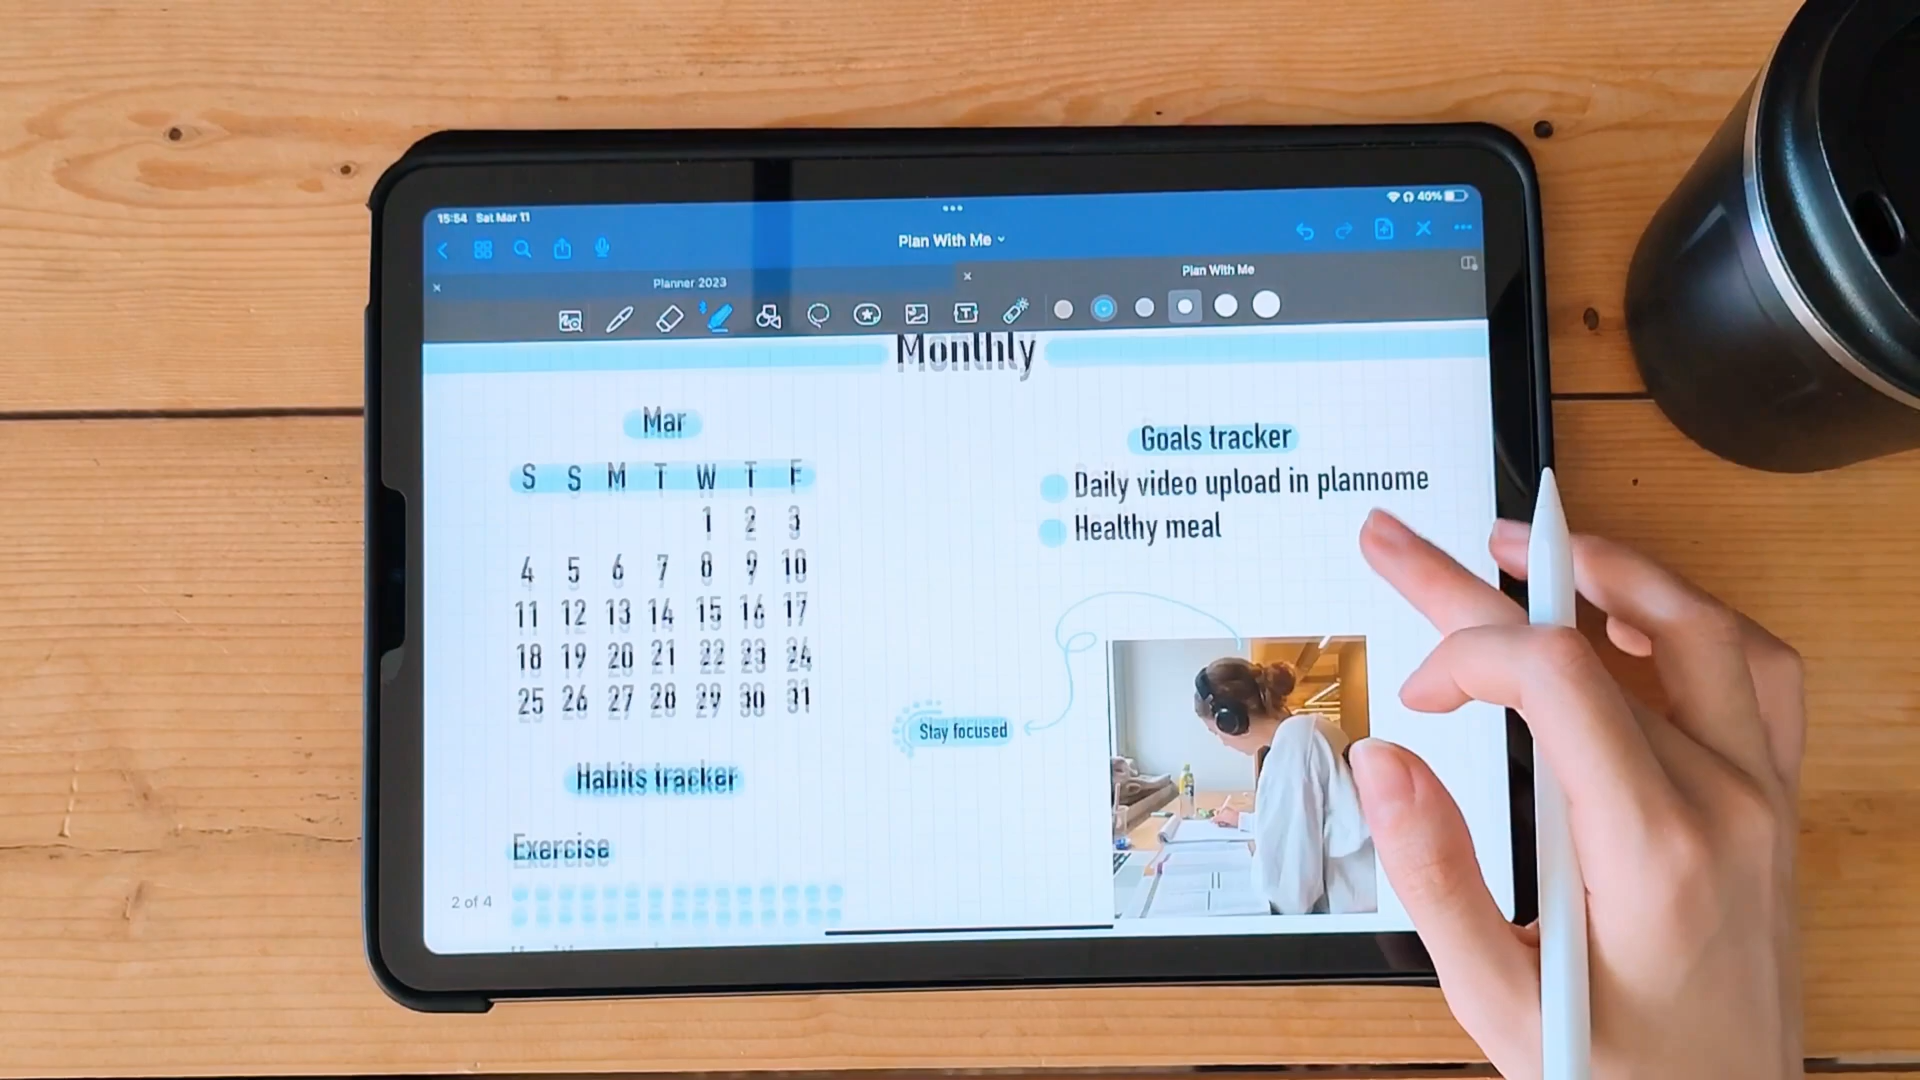 15:54 Sat Mar 11
40%
Plan With Me
Planner 2023
Plan With Me
Monthly
Mar
S S M T W T F
1 2 3
4 5 6 7 8 9 10
11 12 13 14 15 16 17
18 19 20 21 22 23 24
25 26 27 28 29 30 31
Goals tracker
Daily video upload in plannome
Healthy meal
Stay focused
Habits tracker
Exercise
2 of 4